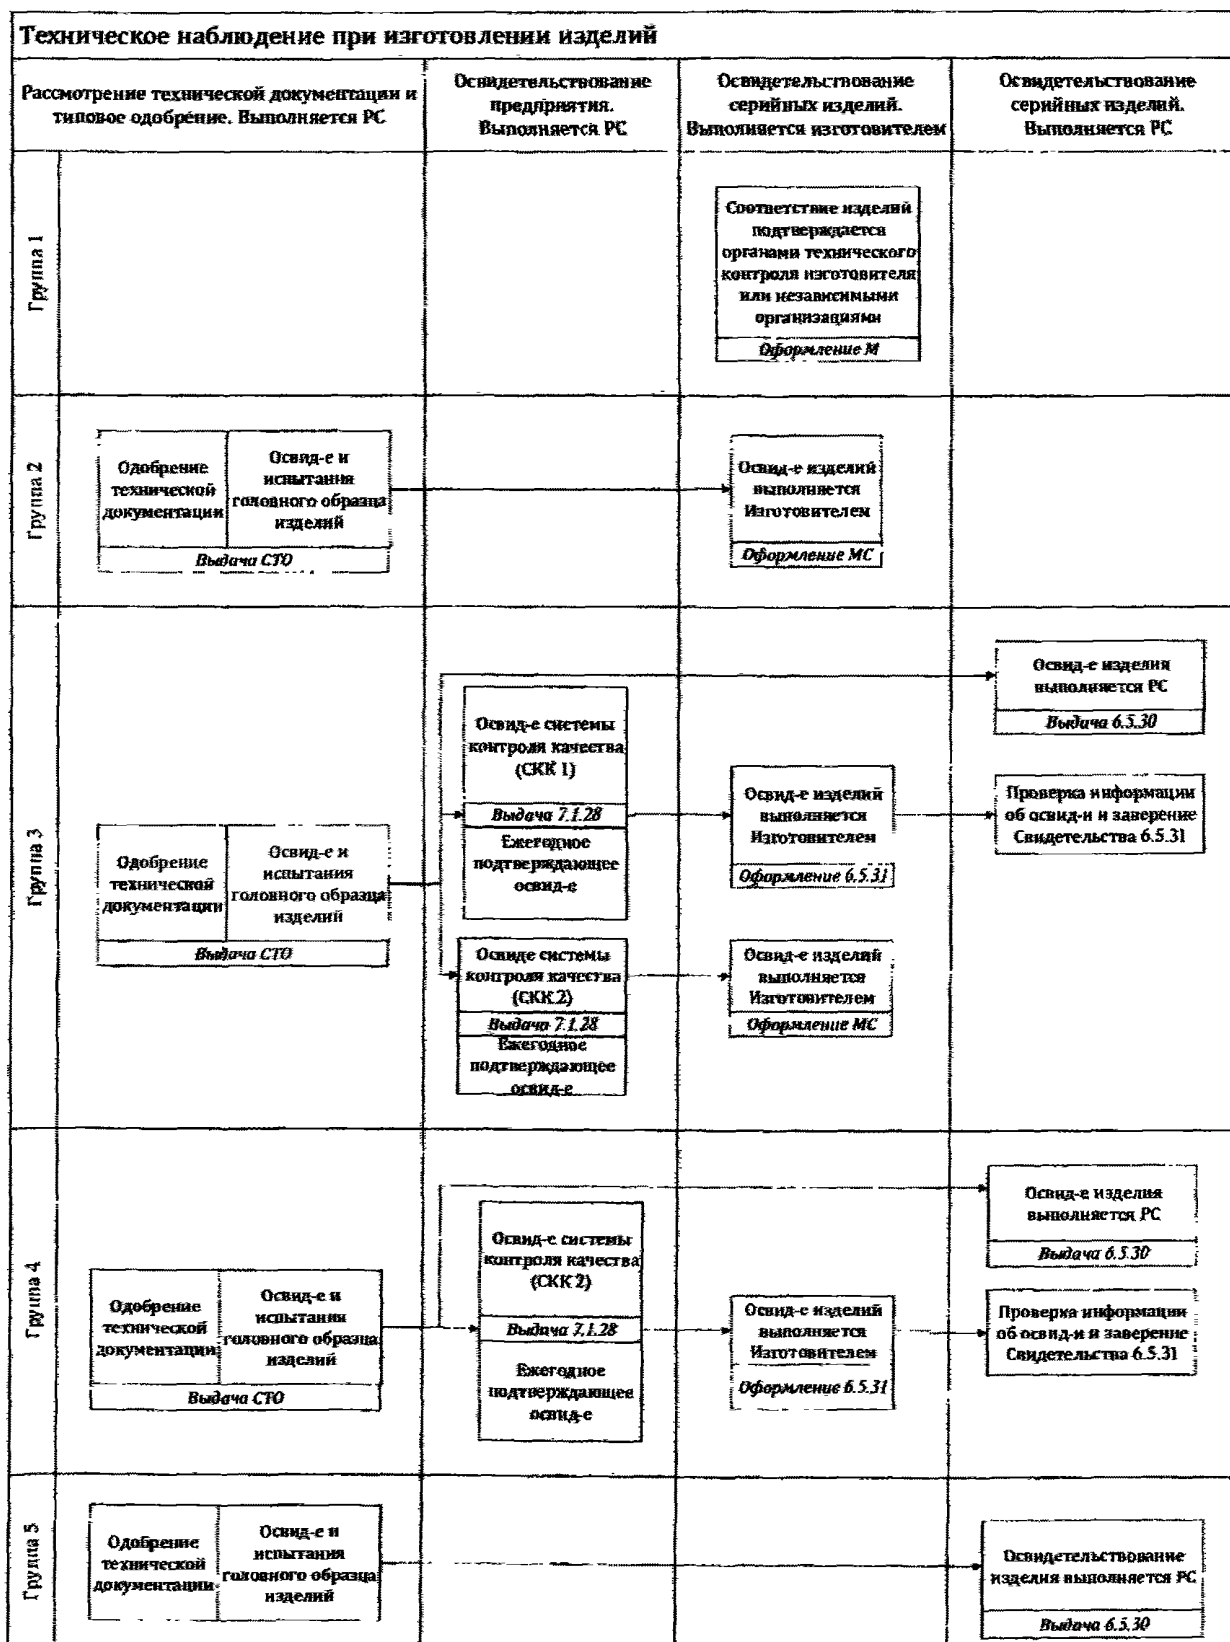 Техническое наблюдение при изготовлении изделий
Рассмотрение технической документации и
типовое одобрение. Выполняется РС
Освидетельствование
предприятия.
Выполняется РС
Освидетельствование
серийных изделий.
Выполняется изготовителем
Освидетельствование
серийных изделий.
Выполняется РС
Группа 1
Соответствие изделий
подтверждается
органами технического
контроля изготовителя
или независимыми
организациями
Оформление М
Группа 2
Одобрение
технической
документации
Освид-е и
испытания
головного образца
изделий
Выдача СТО
Освид-е изделий
выполняется
Изготовителем
Оформление МС
Группа 3
Одобрение
технической
документации
Освид-е и
испытания
головного образца
изделий
Выдача СТО
Освид-е системы
контроля качества
(СКК 1)
Выдача 7.1.28
Ежегодное
подтверждающее
освид-е
Освиде системы
контроля качества
(СКК 2)
Выдача 7.1.28
Ежегодное
подтверждающее
освид-е
Освид-е изделий
выполняется
Изготовителем
Оформление 6.5.31
Освид-е изделий
выполняется
Изготовителем
Оформление МС
Освид-е изделия
выполняется РС
Выдача 6.5.30
Проверка информации
об освид-и и заверение
Свидетельства 6.5.31
Группа 4
Одобрение
технической
документации
Освид-е и
испытания
головного образца
изделий
Выдача СТО
Освид-е системы
контроля качества
(СКК 2)
Выдача 7.1.28
Ежегодное
подтверждающее
освид-е
Освид-е изделий
выполняется
Изготовителем
Оформление 6.5.31
Освид-е изделия
выполняется РС
Выдача 6.5.30
Проверка информации
об освид-и и заверение
Свидетельства 6.5.31
Группа 5
Одобрение
технической
документации
Освид-е и
испытания
головного образца
изделий
Освидетельствование
изделия выполняется РС
Выдача 6.5.30